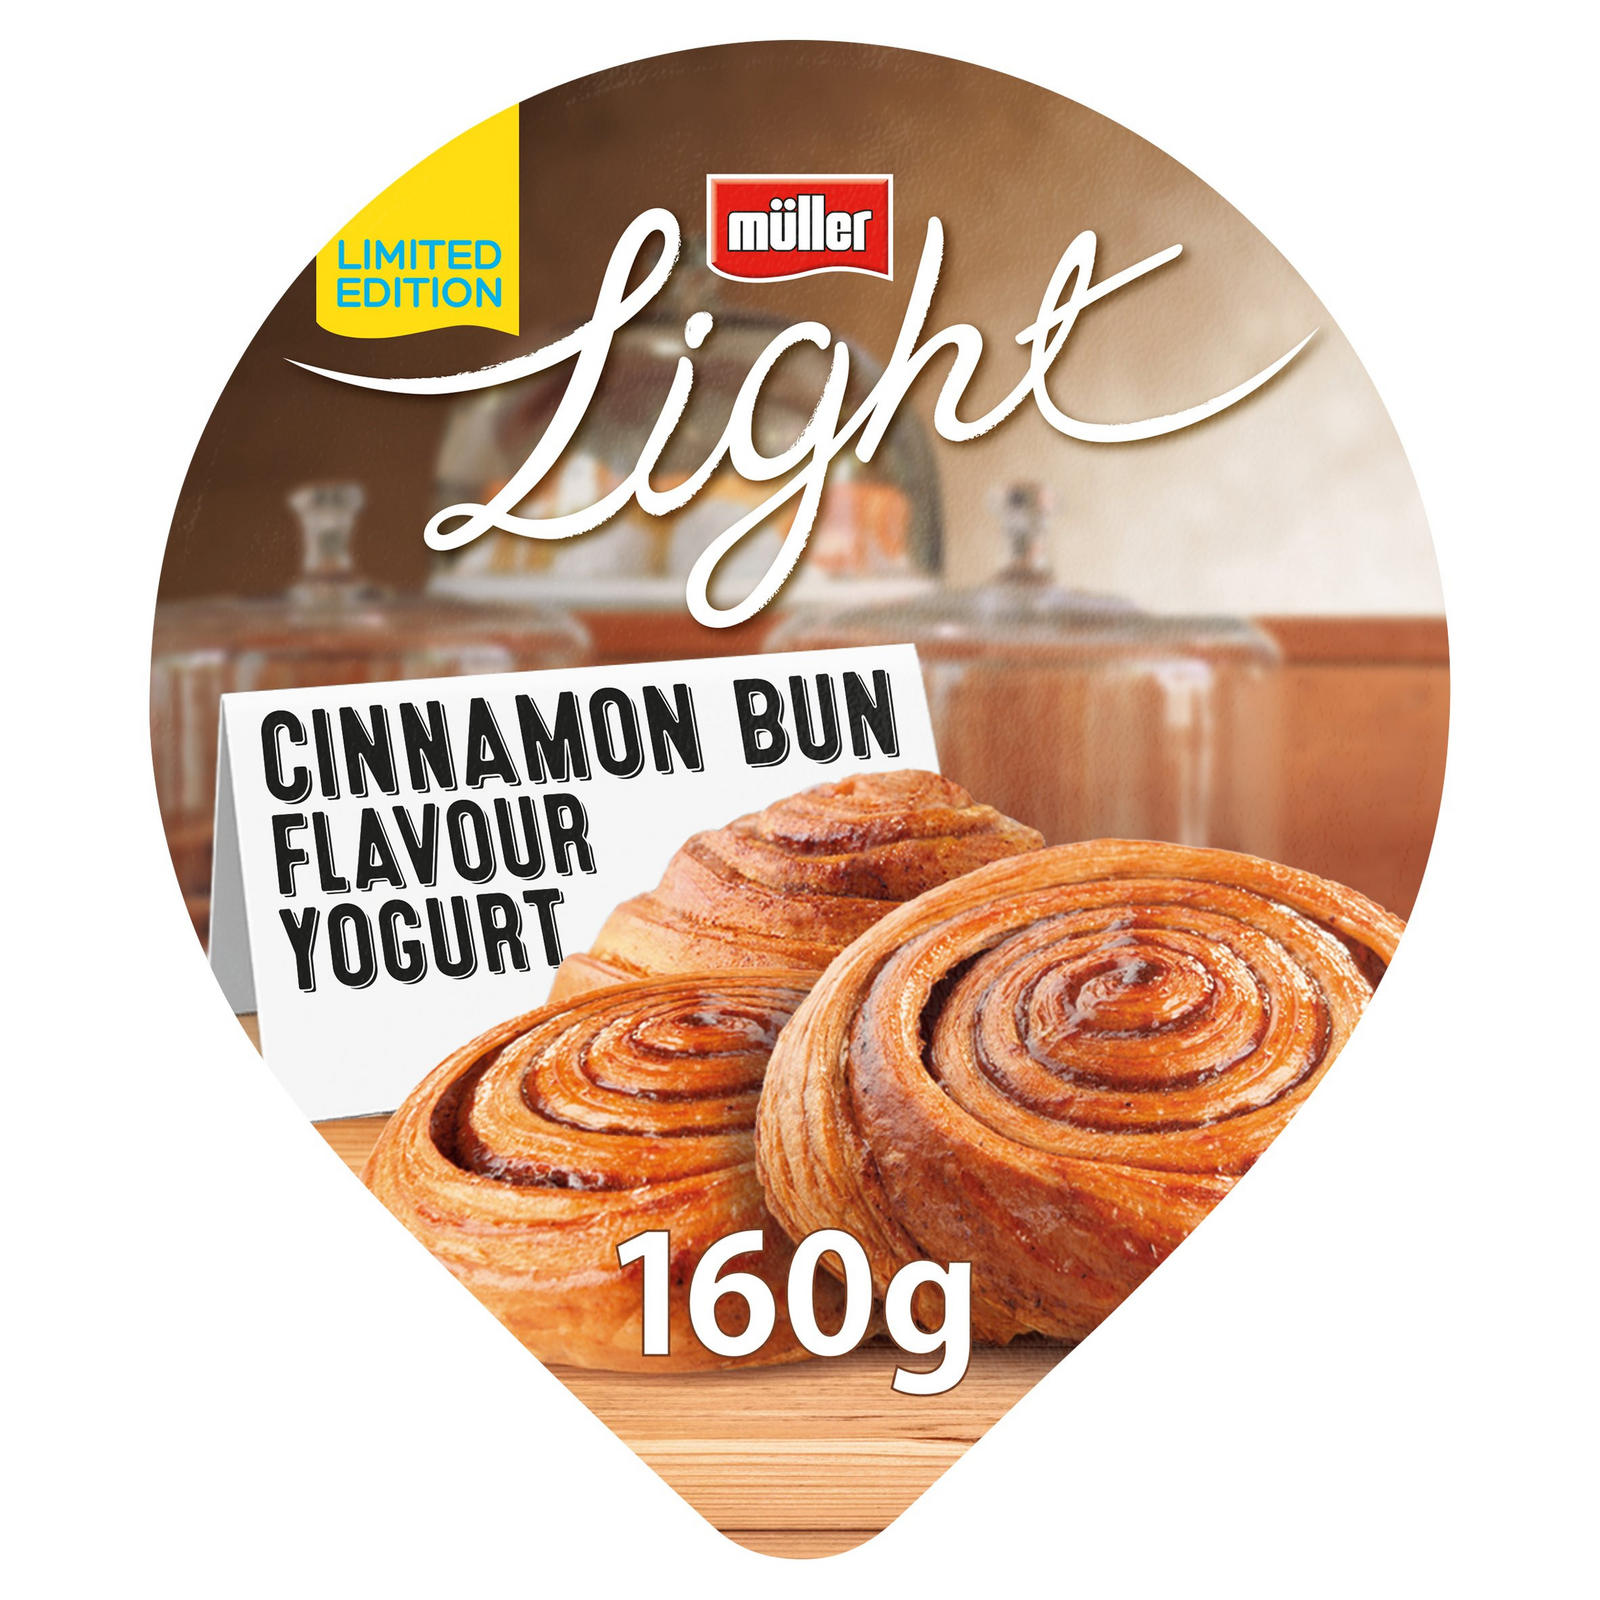 LIMITED
EDITION
müller
Light
CINNAMON BUN
FLAVOUR
YOGURT
160g